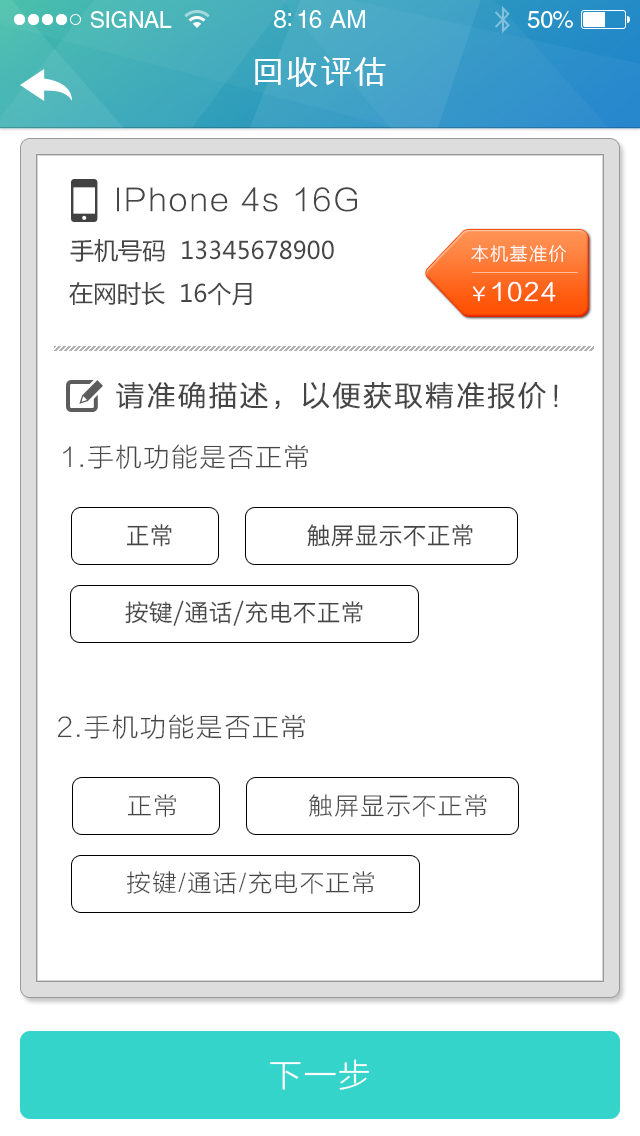 SIGNAL 8:16 AM 50%
回收评估
IPhone 4s 16G
手机号码 13345678900
在网时长 16个月
本机基准价
￥1024
请准确描述，以便获取精准报价！
1.手机功能是否正常
正常 触屏显示不正常
按键/通话/充电不正常
2.手机功能是否正常
正常 触屏显示不正常
按键/通话/充电不正常
下一步